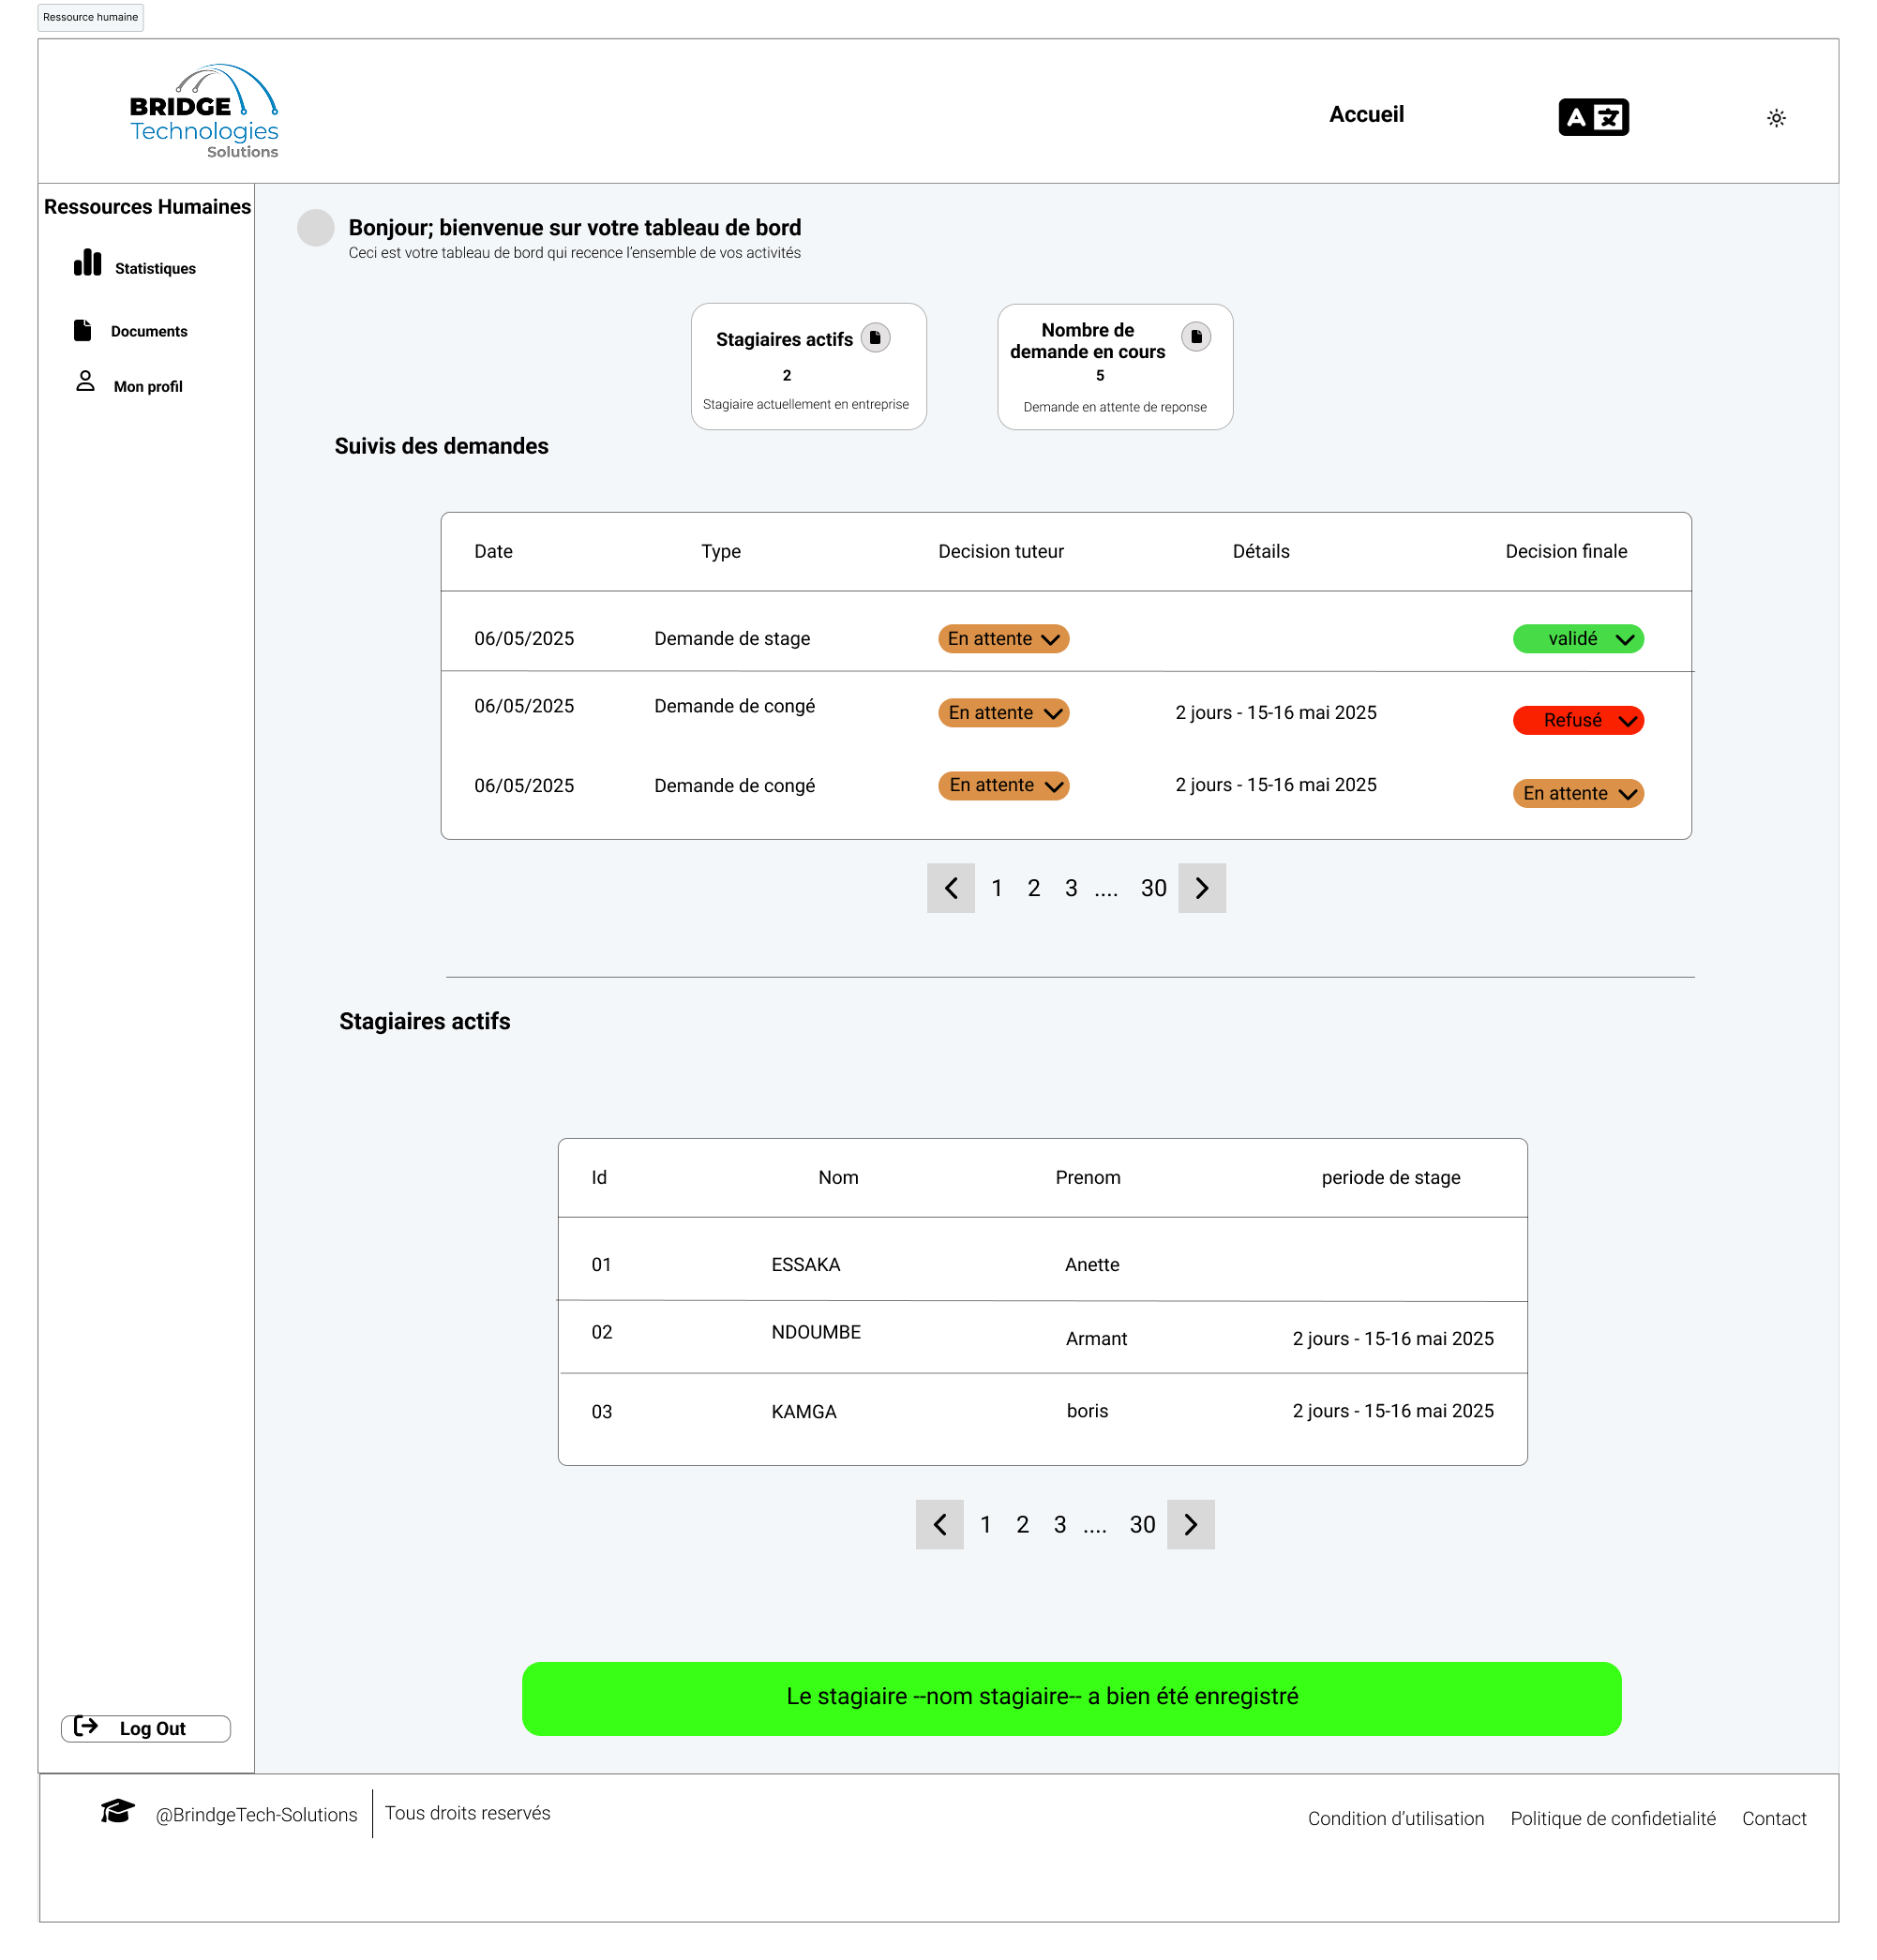 Ressource humaine
BRIDGE
Technologies
Solutions
Accueil
A 文
Ressources Humaines
Statistiques
Documents
Mon profil
Bonjour; bienvenue sur votre tableau de bord
Ceci est votre tableau de bord qui recence l'ensemble de vos activités
Stagiaires actifs
2
Stagiaire actuellement en entreprise
Nombre de
demande en cours
5
Demande en attente de reponse
Suivis des demandes
Date Type Decision tuteur Détails Decision finale
06/05/2025 Demande de stage En attente validé
06/05/2025 Demande de congé En attente 2 jours - 15-16 mai 2025 Refusé
06/05/2025 Demande de congé En attente 2 jours - 15-16 mai 2025 En attente
1 2 3 .... 30
Stagiaires actifs
Id Nom Prenom periode de stage
01 ESSAKA Anette
02 NDOUMBE Armant 2 jours - 15-16 mai 2025
03 KAMGA boris 2 jours - 15-16 mai 2025
1 2 3 .... 30
Le stagiaire --nom stagiaire-- a bien été enregistré
Log Out
@BrindgeTech-Solutions Tous droits reservés
Condition d'utilisation Politique de confidetialité Contact